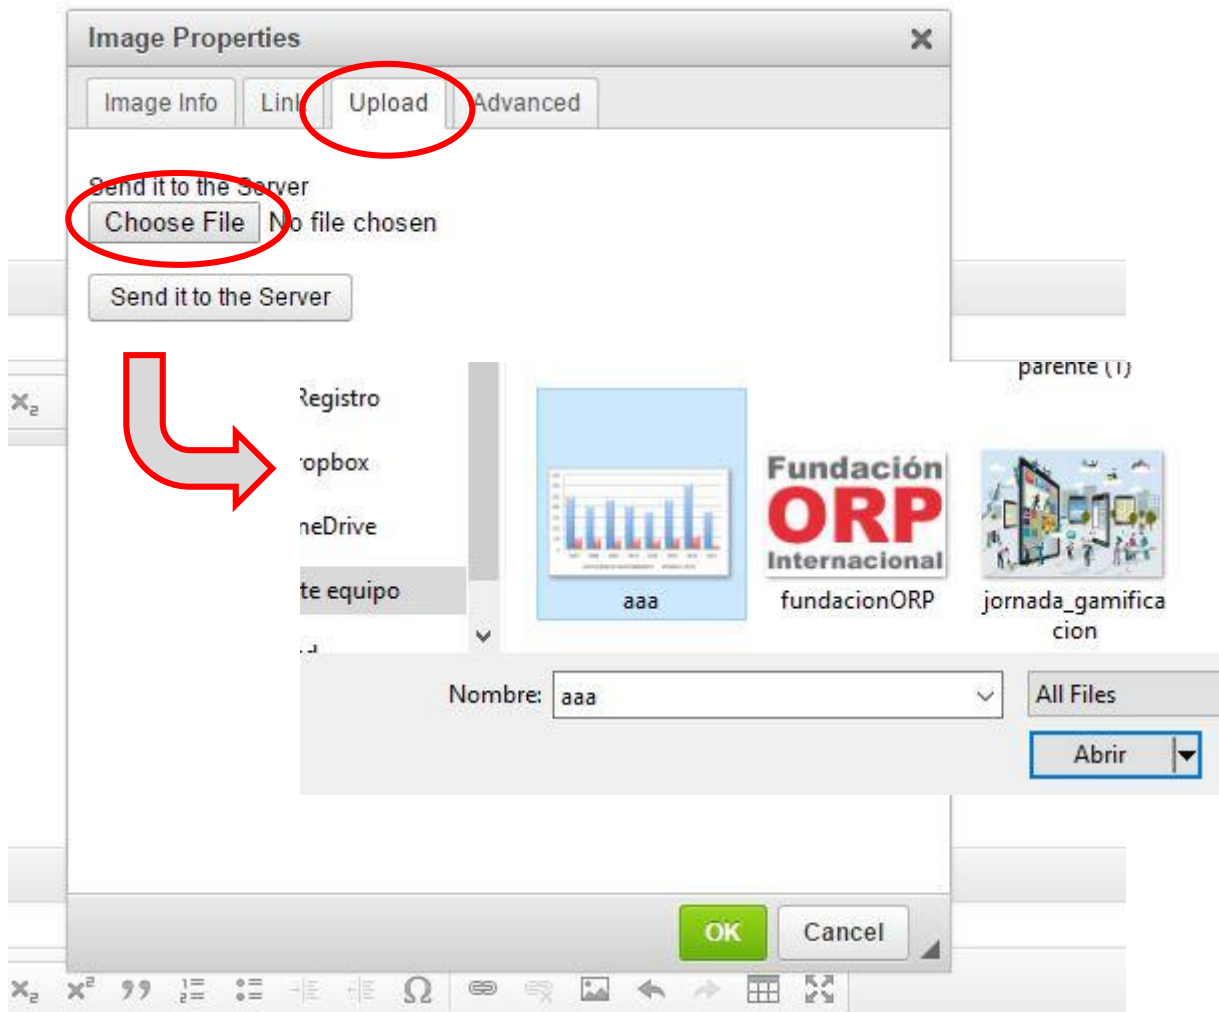 Image Properties
Image Info Link Upload Advanced
Send it to the Server
Choose File No file chosen
Send it to the Server
parente (1)
Registro
ropbox
neDrive
te equipo
Fundación
ORP
Internacional
aaa fundacionORP jornada_gamifica
cion
Nombre: aaa All Files
Abrir
OK Cancel